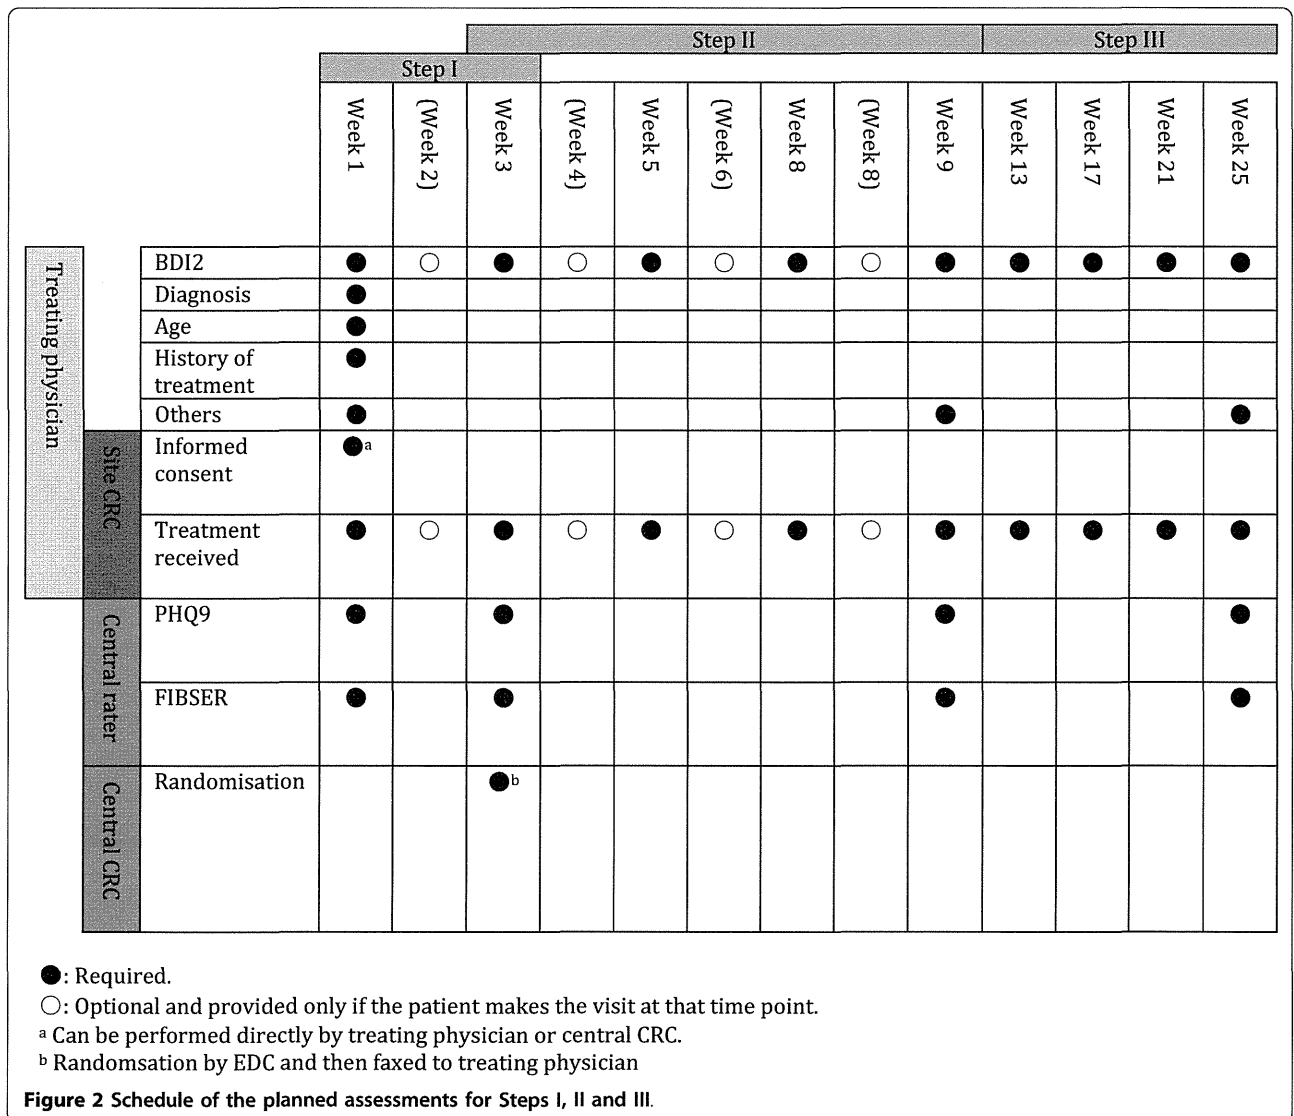 Step II
Step III
Step I
Week 1
(Week 2)
Week 3
(Week 4)
Week 5
(Week 6)
Week 8
(Week 8)
Week 9
Week 13
Week 17
Week 21
Week 25
Treating physician
BDI2
Diagnosis
Age
History of
treatment
Others
Site CRC
Informed
consent
a
Treatment
received
Central rater
PHQ9
FIBSER
Central CRC
Randomisation
b
●: Required.
○: Optional and provided only if the patient makes the visit at that time point.
a Can be performed directly by treating physician or central CRC.
b Randomsation by EDC and then faxed to treating physician
Figure 2 Schedule of the planned assessments for Steps I, II and III.